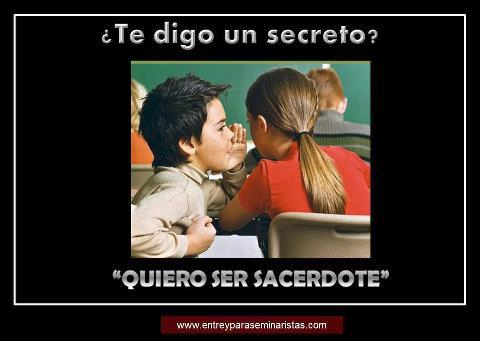 ¿Te digo un secreto?
“QUIERO SER SACERDOTE”
www.entreyparaseminaristas.com